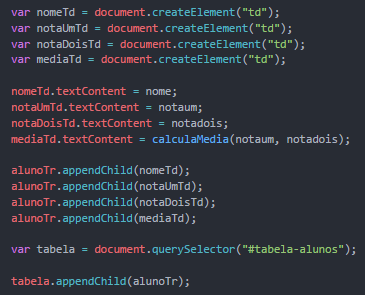 var nomeTd = document.createElement("td");
var notaUmTd = document.createElement("td");
var notaDoisTd = document.createElement("td");
var mediaTd = document.createElement("td");
nomeTd.textContent = nome;
notaUmTd.textContent = notaum;
notaDoisTd.textContent = notadois;
mediaTd.textContent = calculaMedia(notaum, notadois);
alunoTr.appendChild(nomeTd);
alunoTr.appendChild(notaUmTd);
alunoTr.appendChild(notaDoisTd);
alunoTr.appendChild(mediaTd);
var tabela = document.querySelector("#tabela-alunos");
tabela.appendChild(alunoTr);